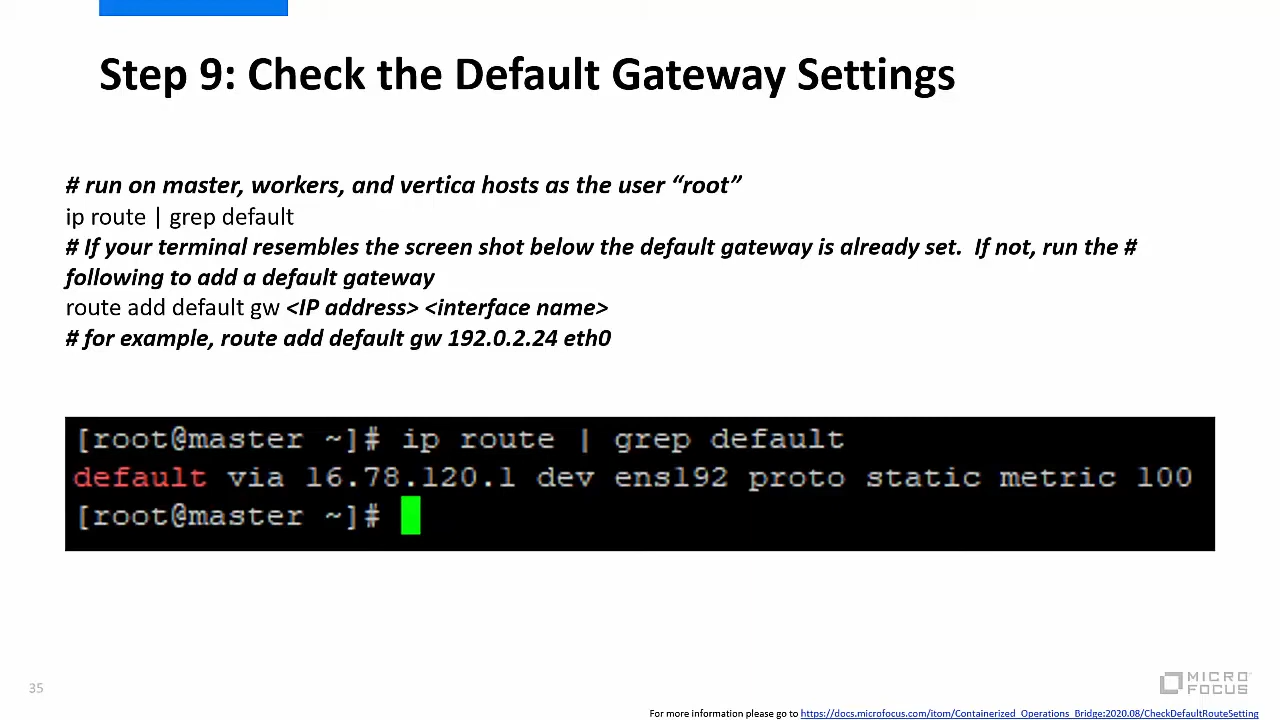 Step 9: Check the Default Gateway Settings
# run on master, workers, and vertica hosts as the user “root”
ip route | grep default
# If your terminal resembles the screen shot below the default gateway is already set.  If not, run the #
following to add a default gateway
route add default gw <IP address> <interface name>
# for example, route add default gw 192.0.2.24 eth0
[root@master ~]# ip route | grep default
default via 16.78.120.1 dev ens192 proto static metric 100
[root@master ~]#
35
MICRO
FOCUS
For more information please go to https://docs.microfocus.com/itom/Containerized_Operations_Bridge:2020.08/CheckDefaultRouteSetting